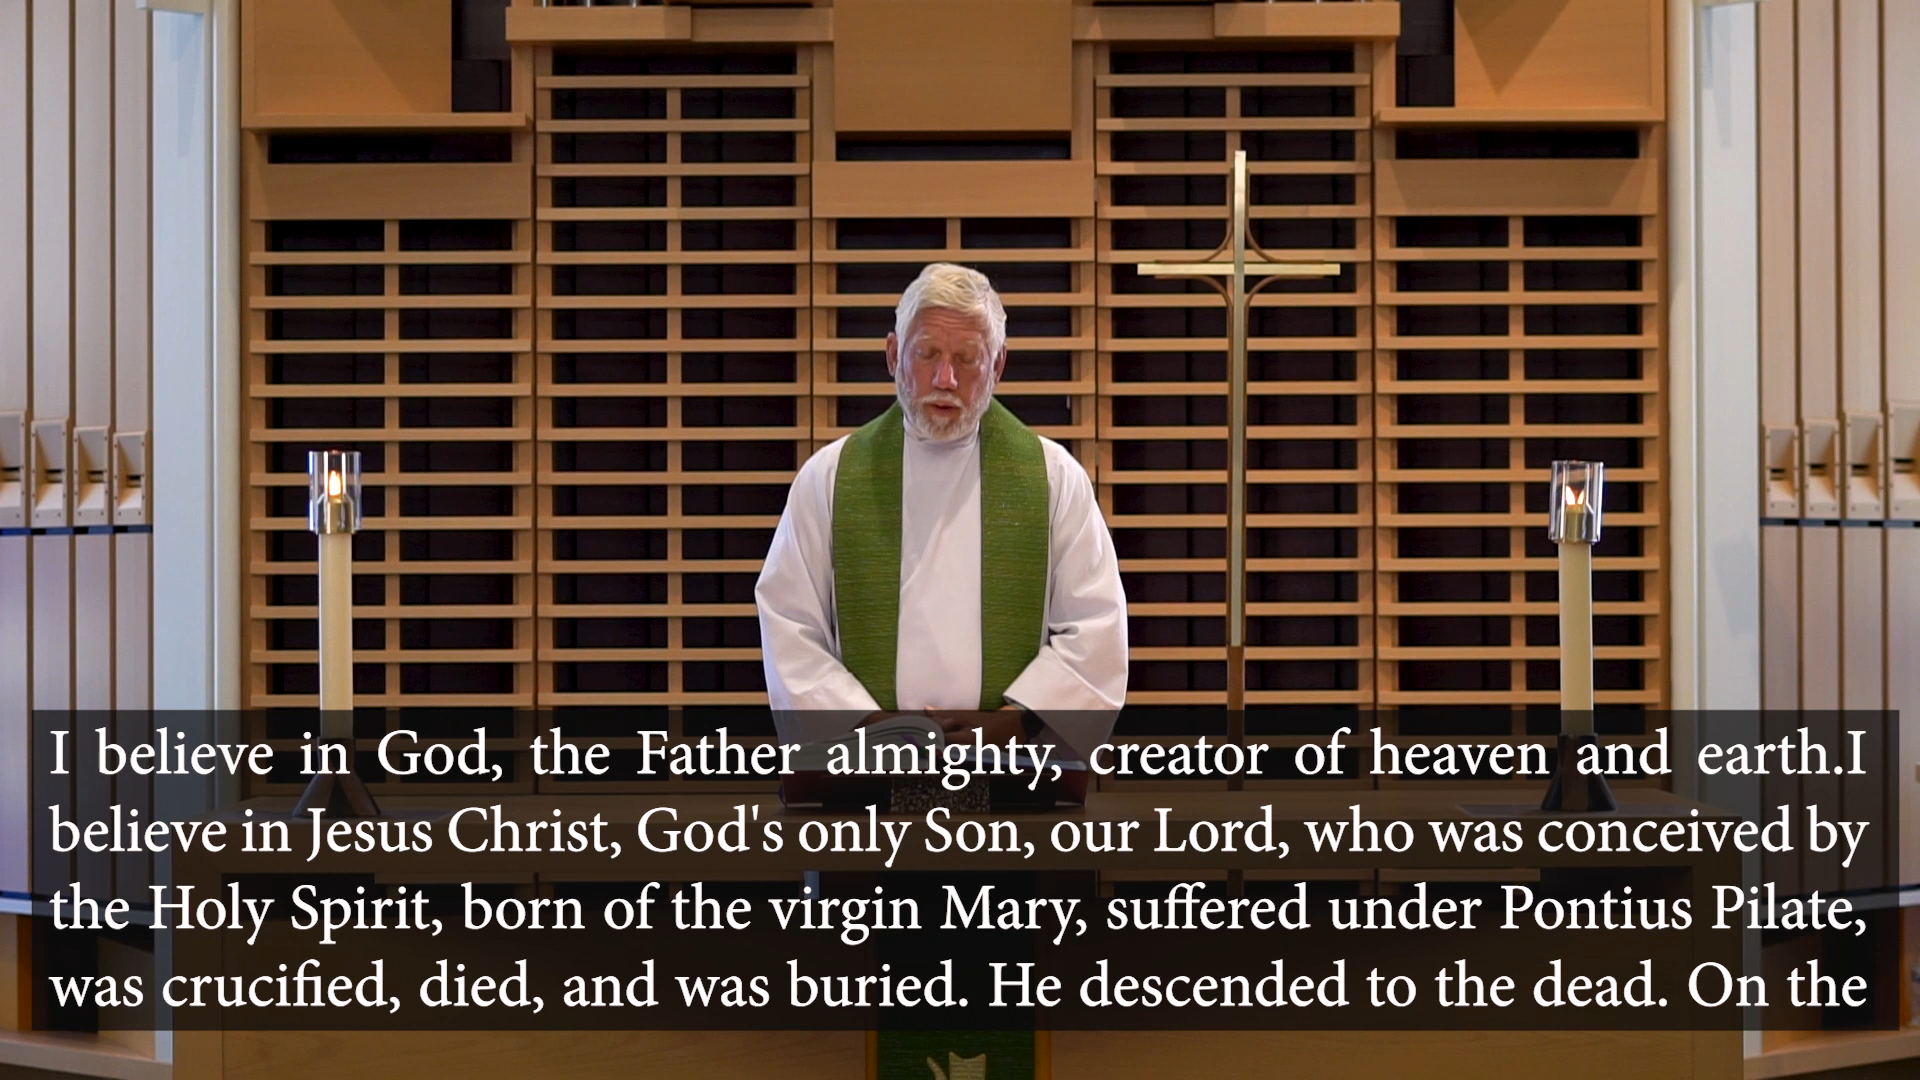 I believe in God, the Father almighty, creator of heaven and earth.I
believe in Jesus Christ, God's only Son, our Lord, who was conceived by
the Holy Spirit, born of the virgin Mary, suffered under Pontius Pilate,
was crucified, died, and was buried. He descended to the dead. On the